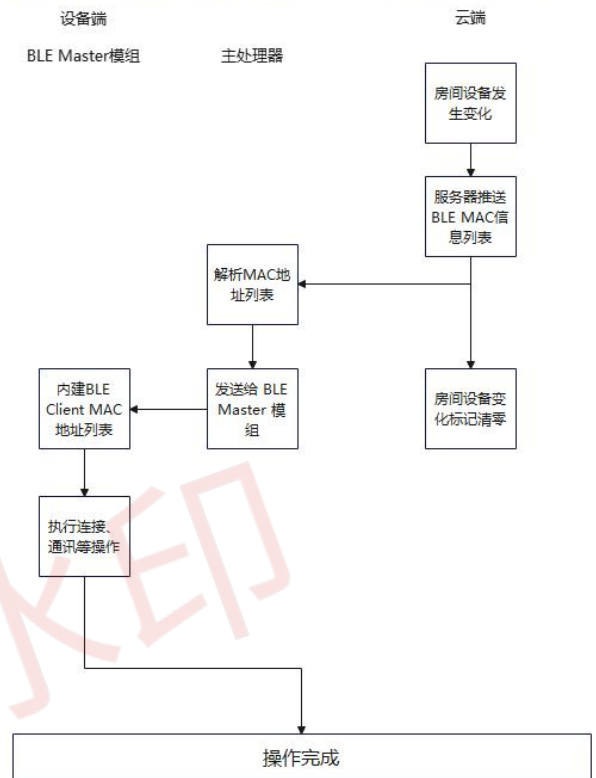 设备端
云端
BLE Master模组
主处理器
房间设备发
生变化
服务器推送
BLE MAC信
息列表
解析MAC地
址列表
内建BLE
Client MAC
地址列表
发送给 BLE
Master 模
组
房间设备变
化标记清零
执行连接、
通讯等操作
水印
操作完成